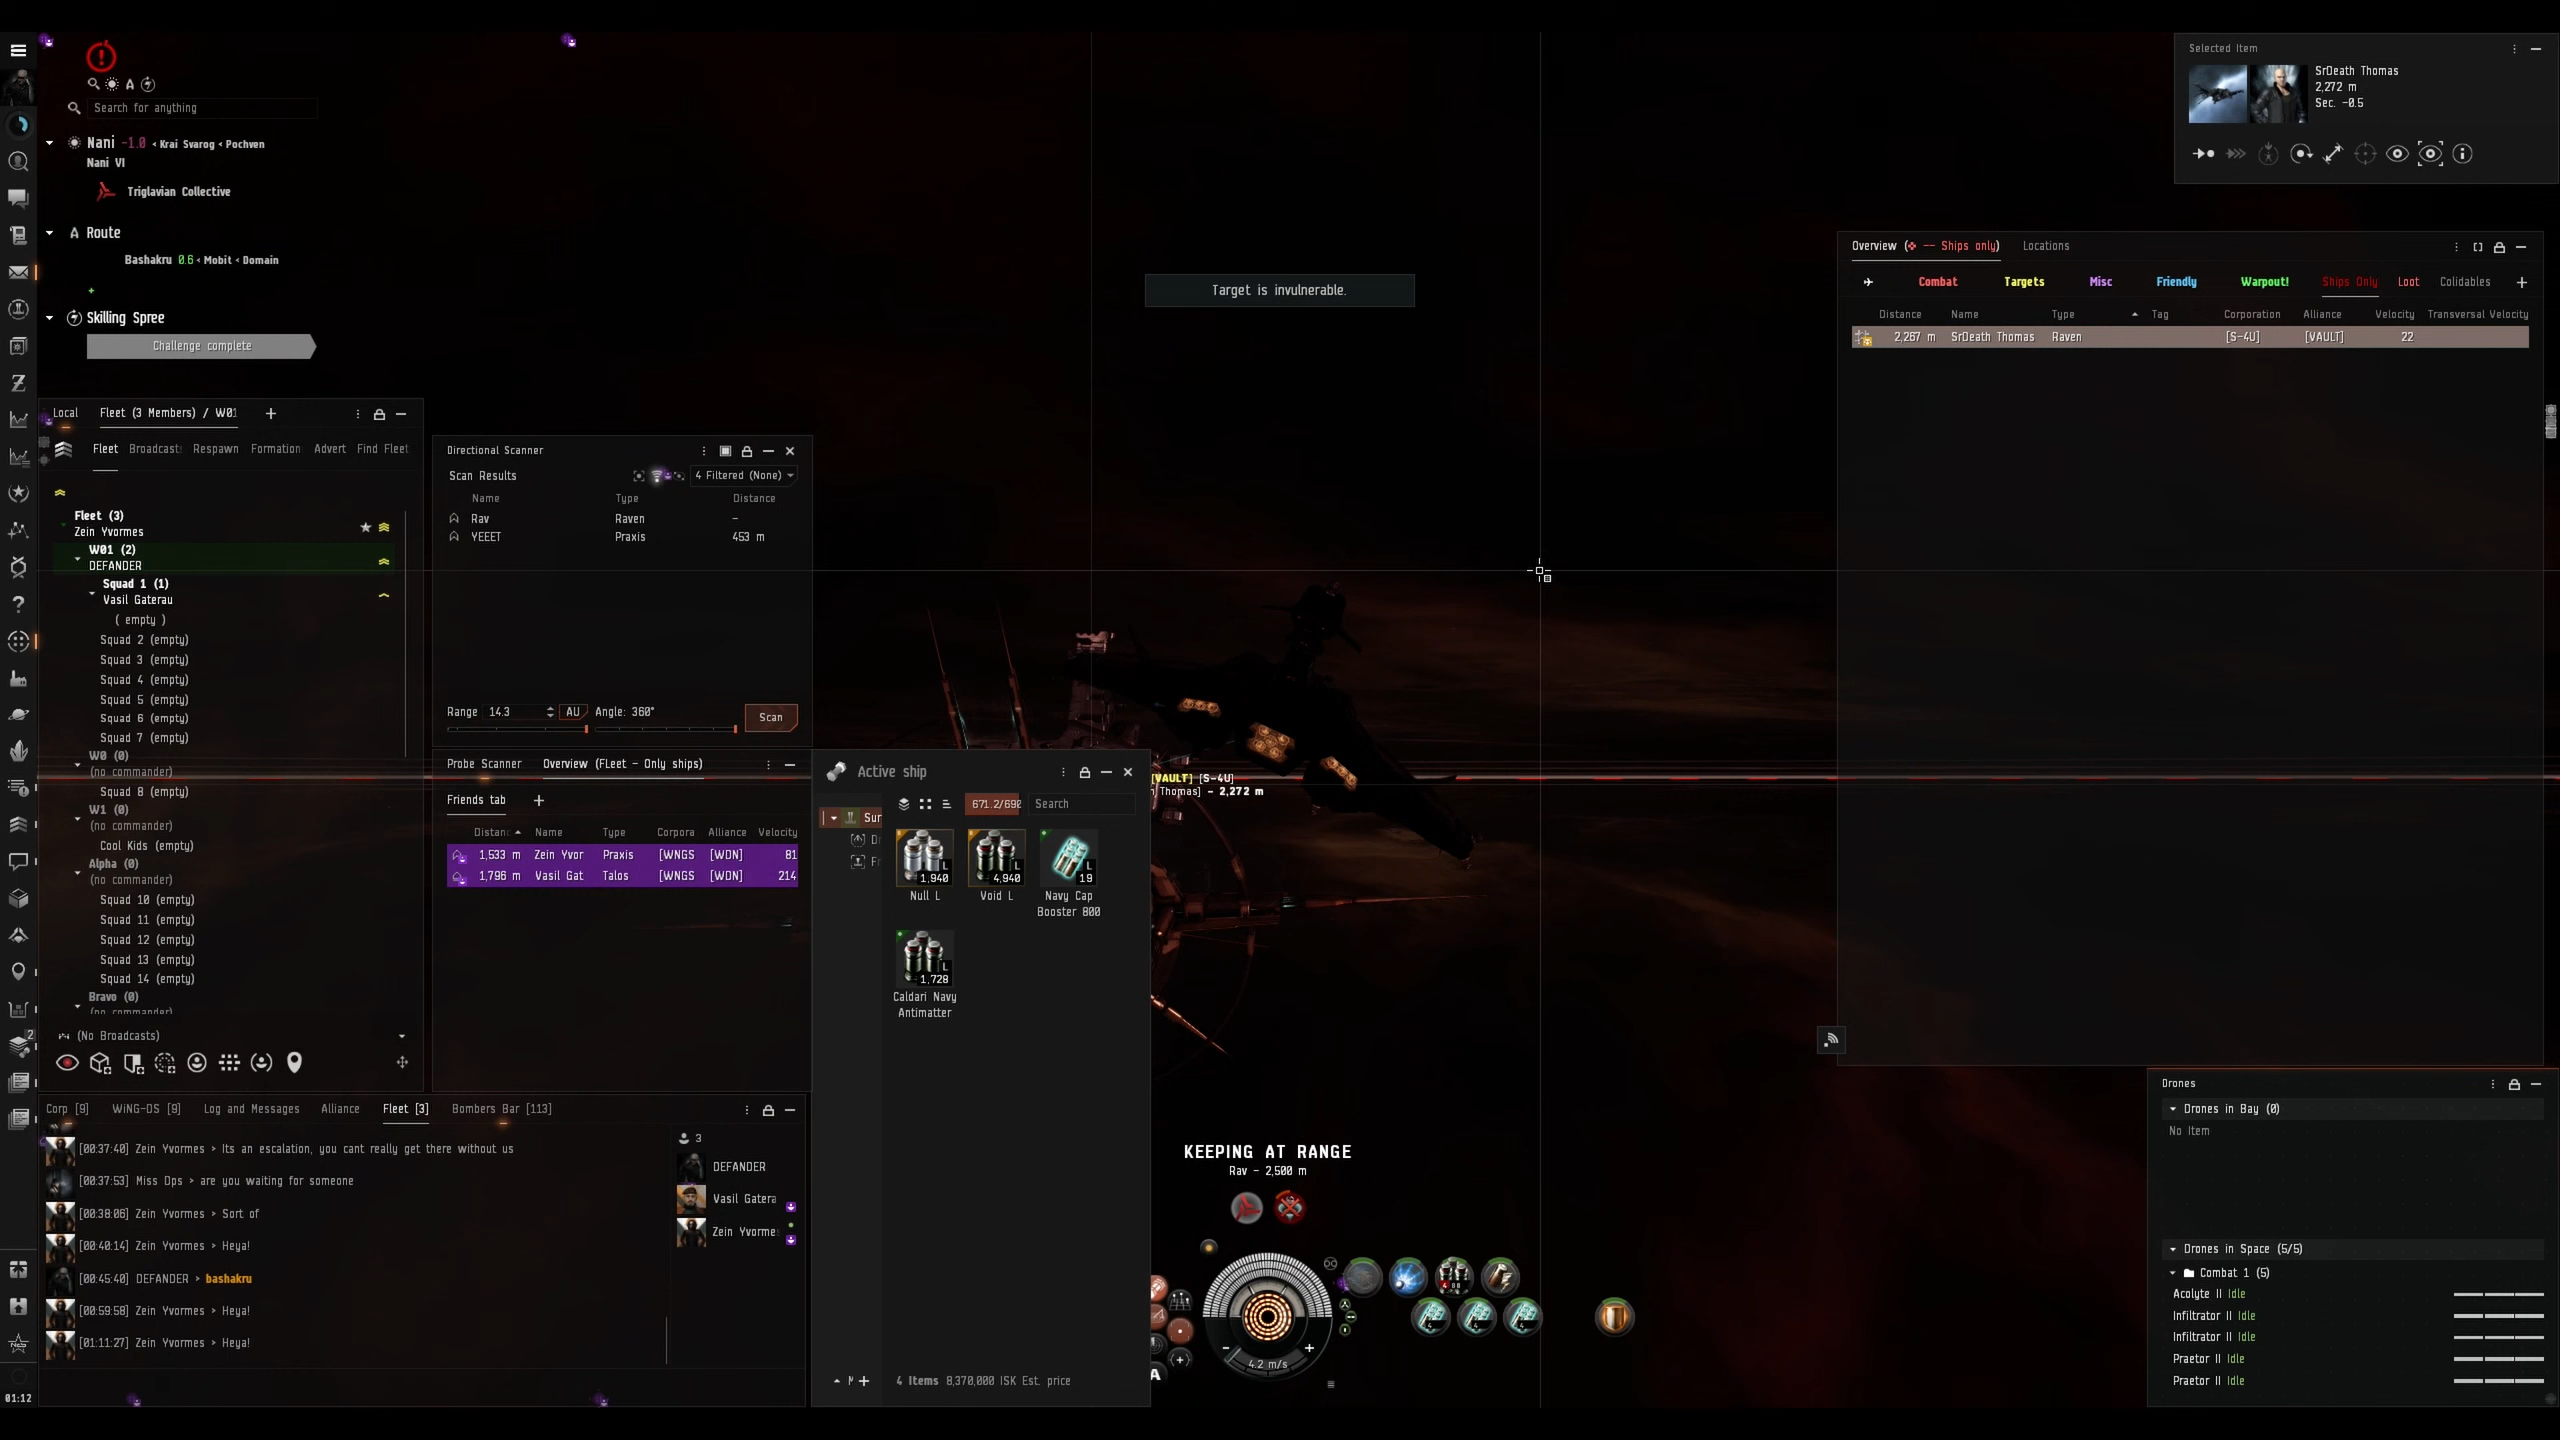 Search for anything
Nani -1.0 < Krai Svarog < Pochven
Nani VI
Triglavian Collective
Route
Bashakru 0.6 < Mobit < Domain
Skilling Spree
Challenge complete
Local
Fleet (3 Members) / W01
Fleet
Broadcast
Respawn
Formation
Advert
Find Fleet
Fleet (3)
Zein Yvormes
W01 (2)
DEFANDER
Squad 1 (1)
Vasil Gaterau
( empty )
Squad 2 (empty)
Squad 3 (empty)
Squad 4 (empty)
Squad 5 (empty)
Squad 6 (empty)
Squad 7 (empty)
W0 (0)
(no commander)
Squad 8 (empty)
W1 (0)
(no commander)
Cool Kids (empty)
Alpha (0)
(no commander)
Squad 10 (empty)
Squad 11 (empty)
Squad 12 (empty)
Squad 13 (empty)
Squad 14 (empty)
Bravo (0)
(no commander)
(No Broadcasts)
Directional Scanner
Scan Results
4 Filtered (None)
Name Type Distance
Rav Raven –
YEEET Praxis 453 m
Range 14.3 AU Angle: 360°
Scan
Probe Scanner
Overview (FLeet - Only ships)
Friends tab
Distanc Name Type Corpora Alliance Velocity
1,533 m Zein Yvor Praxis [WNGS [WDN] 81
1,796 m Vasil Gat Talos [WNGS [WDN] 214
Active ship
671.2/690
Search
Sur
Dr
Fr
1,940
Null L
4,940
Void L
19
Navy Cap
Booster 800
1,728
Caldari Navy
Antimatter
4 Items 8,370,000 ISK Est. price
Corp [9]
WiNG-DS [9]
Log and Messages
Alliance
Fleet [3]
Bombers Bar [113]
[00:37:40] Zein Yvormes > Its an escalation, you cant really get there without us
[00:37:53] Miss Ops > are you waiting for someone
[00:38:06] Zein Yvormes > Sort of
[00:40:14] Zein Yvormes > Heya!
[00:45:40] DEFANDER > bashakru
[00:59:58] Zein Yvormes > Heya!
[01:11:27] Zein Yvormes > Heya!
3
DEFANDER
Vasil Gatera
Zein Yvorme
01:12
Target is invulnerable.
[VAULT] [S-4U]
Thomas] - 2,272 m
KEEPING AT RANGE
Rav - 2,500 m
4.2 m/s
Selected Item
SrDeath Thomas
2,272 m
Sec. -0.5
Overview (-- Ships only)
Locations
Combat
Targets
Misc
Friendly
Warpout!
Ships Only
Loot
Colidables
Distance Name Type Tag Corporation Alliance Velocity Transversal Velocity
2,267 m SrDeath Thomas Raven [S-4U] [VAULT] 22
Drones
Drones in Bay (0)
No Item
Drones in Space (5/5)
Combat 1 (5)
Acolyte II Idle
Infiltrator II Idle
Infiltrator II Idle
Praetor II Idle
Praetor II Idle